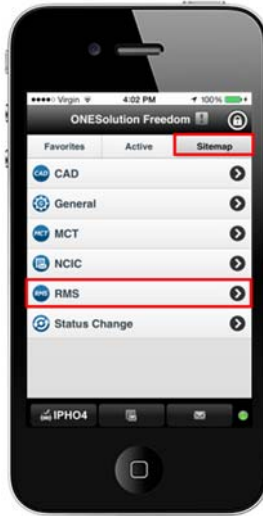 Virgin 4:02 PM 100%
ONESolution Freedom
Favorites Active Sitemap
CAD CAD
General
MCT MCT
NCIC
RMS RMS
Status Change
IPHO4